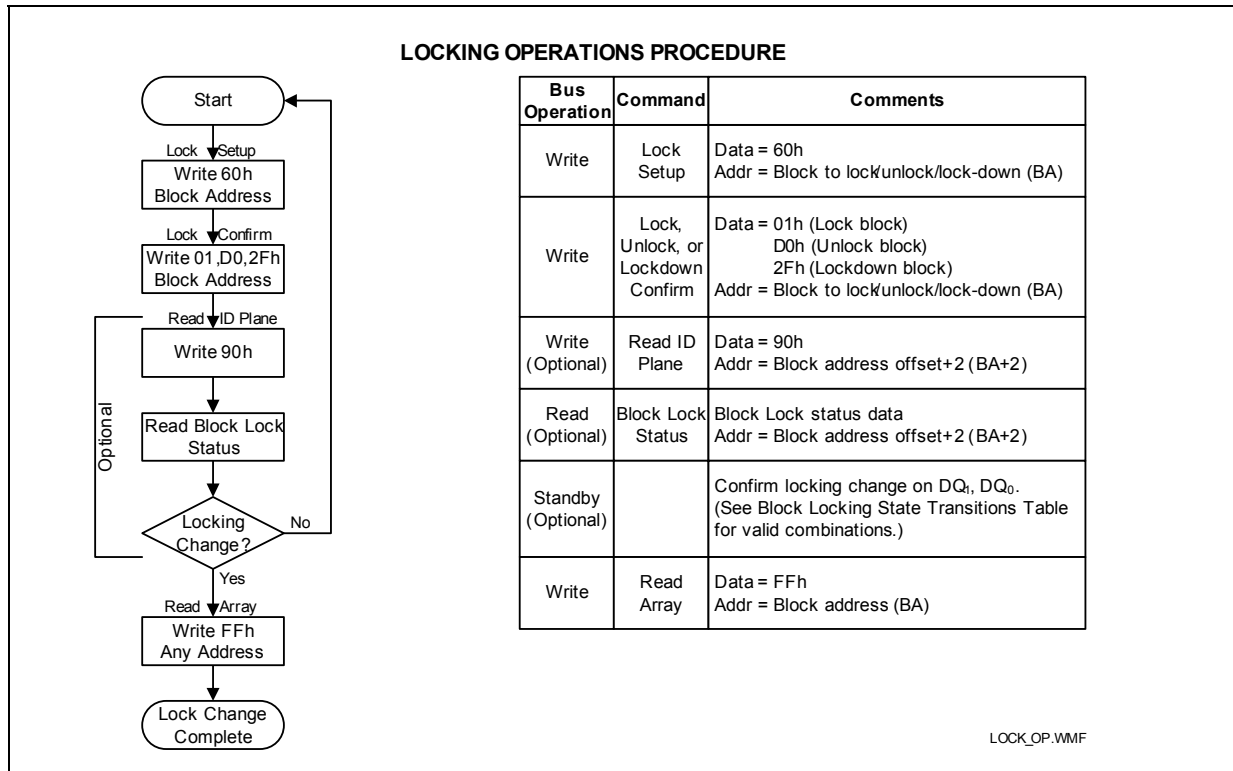 LOCKING OPERATIONS PROCEDURE
Start
Lock Setup
Write 60h
Block Address
Lock Confirm
Write 01,D0,2Fh
Block Address
Read ID Plane
Write 90h
Optional
Read Block Lock
Status
Locking
Change?
No
Yes
Read Array
Write FFh
Any Address
Lock Change
Complete
Bus
Operation
Command
Comments
Write
Lock
Setup
Data = 60h
Addr = Block to lock/unlock/lock-down (BA)
Write
Lock,
Unlock, or
Lockdown
Confirm
Data = 01h (Lock block)
D0h (Unlock block)
2Fh (Lockdown block)
Addr = Block to lock/unlock/lock-down (BA)
Write
(Optional)
Read ID
Plane
Data = 90h
Addr = Block address offset+2 (BA+2)
Read
(Optional)
Block Lock
Status
Block Lock status data
Addr = Block address offset+2 (BA+2)
Standby
(Optional)
Confirm locking change on DQ₁, DQ₀.
(See Block Locking State Transitions Table
for valid combinations.)
Write
Read
Array
Data = FFh
Addr = Block address (BA)
LOCK_OP.WMF